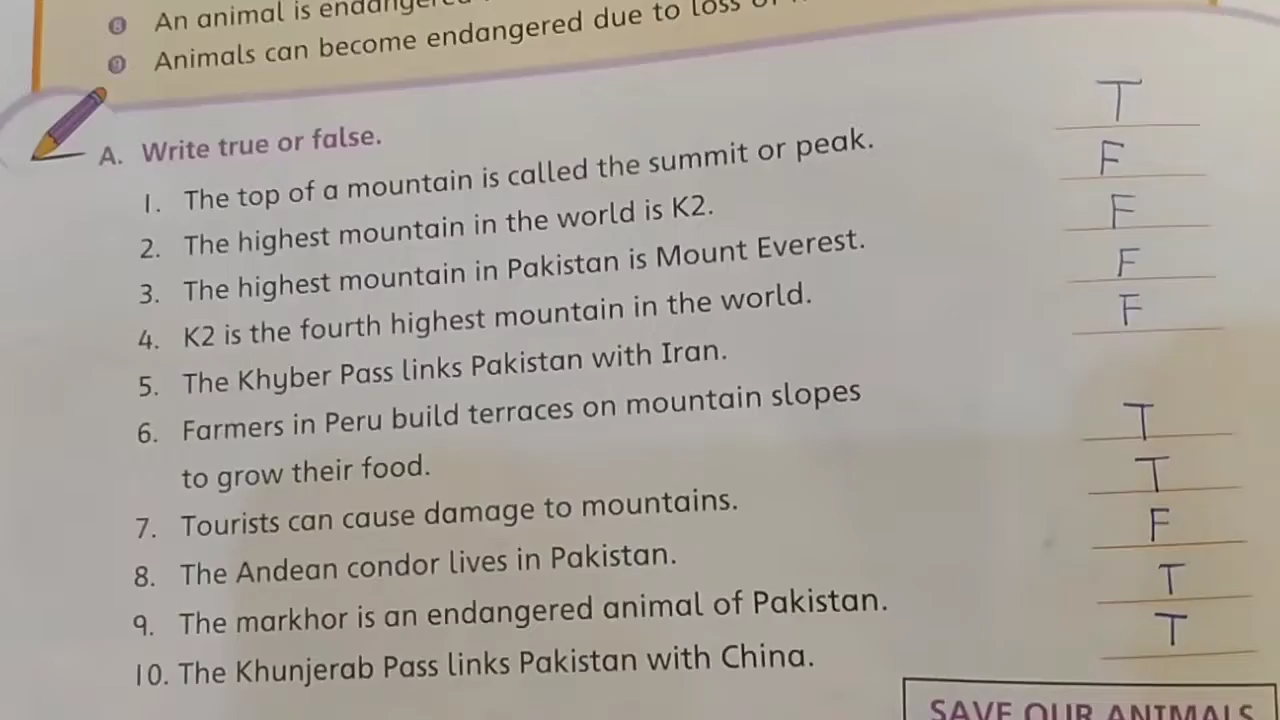 8 An animal is endangered
9 Animals can become endangered due to loss of
A. Write true or false.
1. The top of a mountain is called the summit or peak. T
2. The highest mountain in the world is K2. F
3. The highest mountain in Pakistan is Mount Everest. F
4. K2 is the fourth highest mountain in the world. F
5. The Khyber Pass links Pakistan with Iran. F
6. Farmers in Peru build terraces on mountain slopes
to grow their food. T
7. Tourists can cause damage to mountains. T
8. The Andean condor lives in Pakistan. F
9. The markhor is an endangered animal of Pakistan. T
10. The Khunjerab Pass links Pakistan with China. T
SAVE OUR ANIMALS